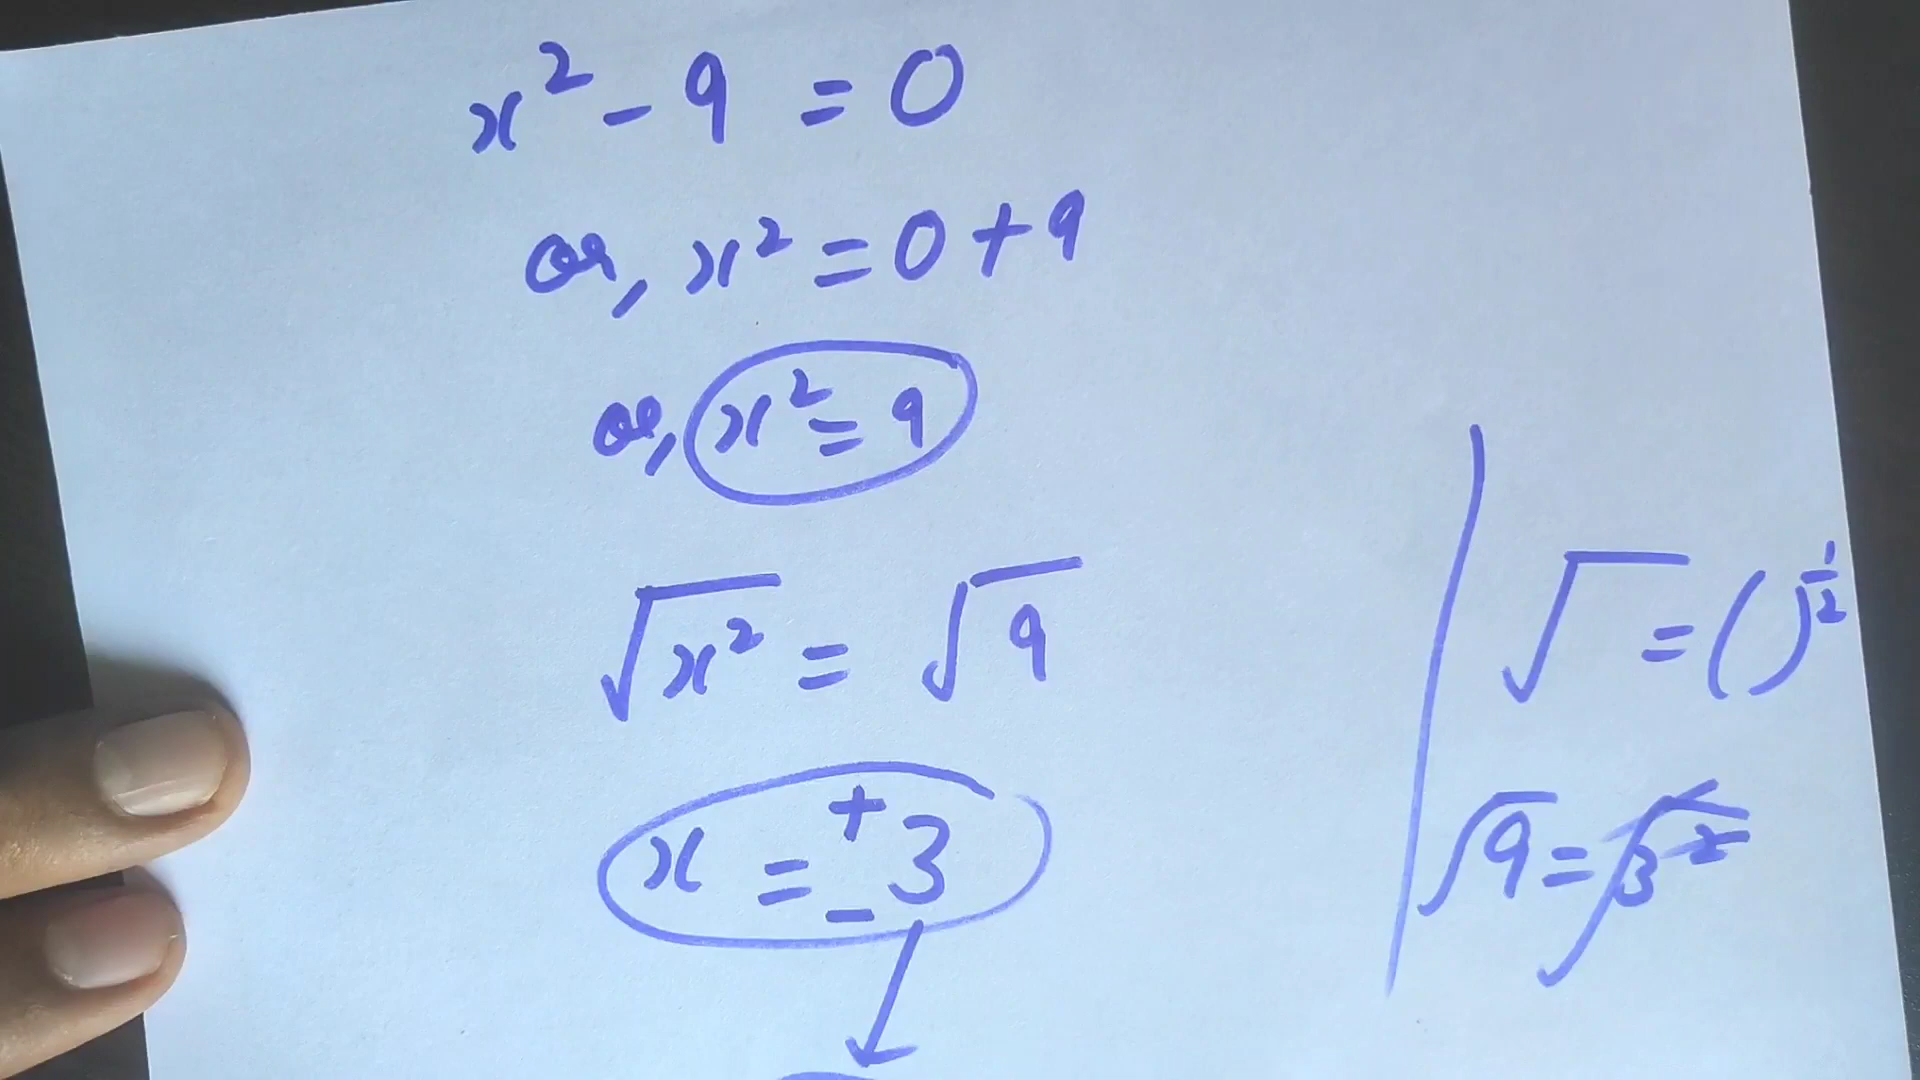 x² - 9 = 0
or, x² = 0 + 9
or, x² = 9
√x² = √9
x = ± 3
√ = ( )^1/2
√9 = √3²